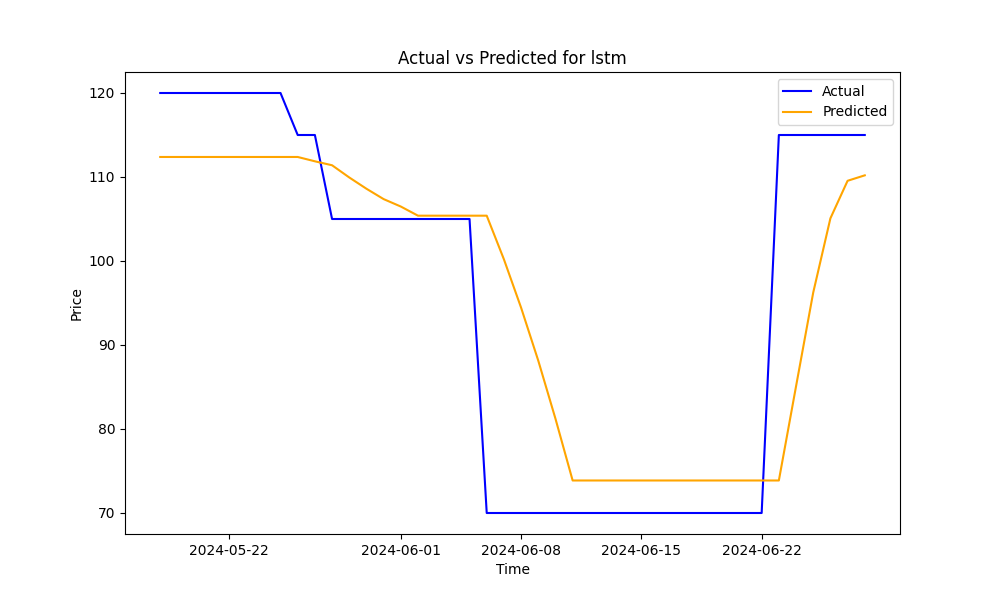 Actual vs Predicted for lstm
Actual
Predicted
120
110
100
90
80
70
Price
2024-05-22
2024-06-01
2024-06-08
2024-06-15
2024-06-22
Time